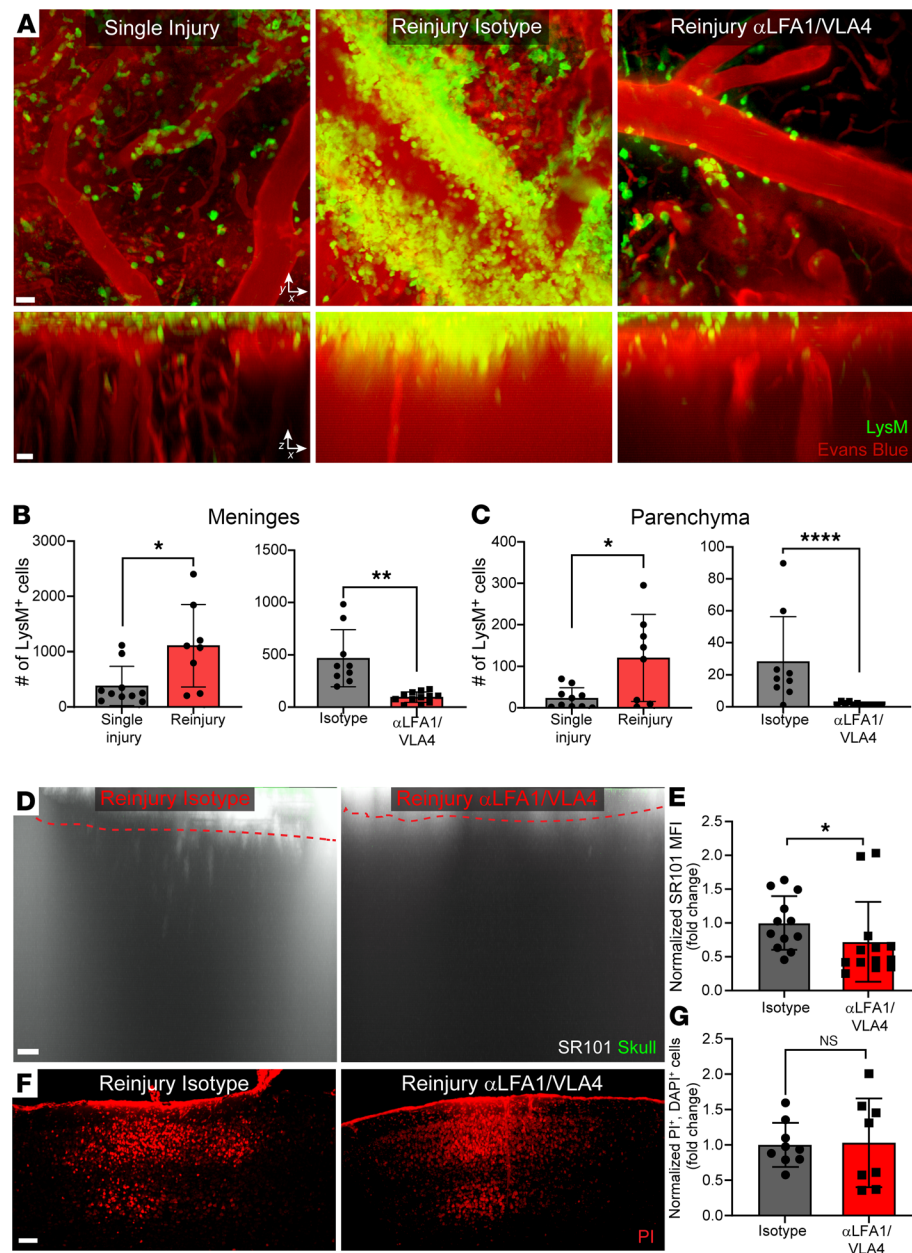 A
Single Injury
Reinjury Isotype
Reinjury αLFA1/VLA4
y
x
z
x
LysM
Evans Blue
B
Meninges
# of LysM⁺ cells
3000
2000
1000
0
*
Single
injury
Reinjury
1500
1000
500
0
**
Isotype
αLFA1/
VLA4
C
Parenchyma
# of LysM⁺ cells
400
300
200
100
0
*
Single
injury
Reinjury
100
80
60
40
20
0
****
Isotype
αLFA1/
VLA4
D
Reinjury Isotype
Reinjury αLFA1/VLA4
SR101 Skull
E
Normalized SR101 MFI
(fold change)
2.5
2.0
1.5
1.0
0.5
0.0
*
Isotype
αLFA1/
VLA4
F
Reinjury Isotype
Reinjury αLFA1/VLA4
PI
G
Normalized PI⁺, DAPI⁺ cells
(fold change)
2.5
2.0
1.5
1.0
0.5
0.0
NS
Isotype
αLFA1/
VLA4